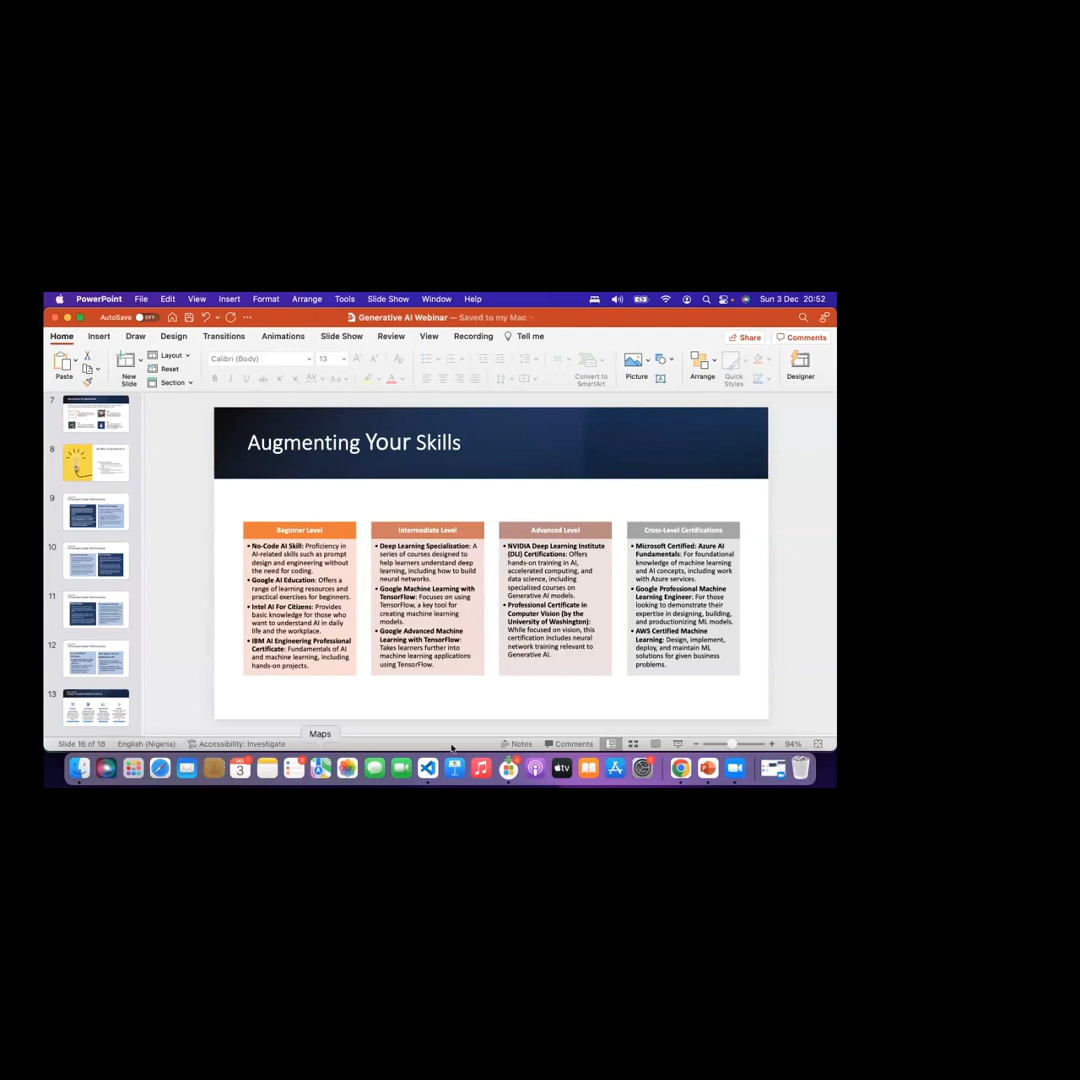 PowerPoint File Edit View Insert Format Arrange Tools Slide Show Window Help Sun 3 Dec 20:52
AutoSave OFF Generative AI Webinar — Saved to my Mac
Home Insert Draw Design Transitions Animations Slide Show Review View Recording Tell me Share Comments
Paste
New Slide
Layout
Reset
Section
Calibri (Body) 13
Convert to SmartArt
Picture
Arrange
Quick Styles
Designer
7
8
9
10
11
12
13
Augmenting Your Skills
Beginner Level
• No-Code AI Skill: Proficiency in
AI-related skills such as prompt
design and engineering without
the need for coding.
• Google AI Education: Offers a
range of learning resources and
practical exercises for beginners.
• Intel AI For Citizens: Provides
basic knowledge for those who
want to understand AI in daily
life and the workplace.
• IBM AI Engineering Professional
Certificate: Fundamentals of AI
and machine learning, including
hands-on projects.
Intermediate Level
• Deep Learning Specialization: A
series of courses designed to
help learners understand deep
learning, including how to build
neural networks.
• Google Machine Learning with
TensorFlow: Focuses on using
TensorFlow, a key tool for
creating machine learning
models.
• Google Advanced Machine
Learning with TensorFlow:
Takes learners further into
machine learning applications
using TensorFlow.
Advanced Level
• NVIDIA Deep Learning Institute
(DLI) Certifications: Offers
hands-on training in AI,
accelerated computing, and
data science, including
specialized courses on
Generative AI models.
• Professional Certificate in
Computer Vision (by the
University of Washington):
While focused on vision, this
certification includes neural
network training relevant to
Generative AI.
Cross-Level Certifications
• Microsoft Certified: Azure AI
Fundamentals: For foundational
knowledge of machine learning
and AI concepts, including work
with Azure services.
• Google Professional Machine
Learning Engineer: For those
looking to demonstrate their
expertise in designing, building,
and productionizing ML models.
• AWS Certified Machine
Learning: Design, implement,
deploy, and maintain ML
solutions for given business
problems.
Maps
Slide 16 of 18 English (Nigeria) Accessibility: Investigate Notes Comments 94%
DEC
3
tv